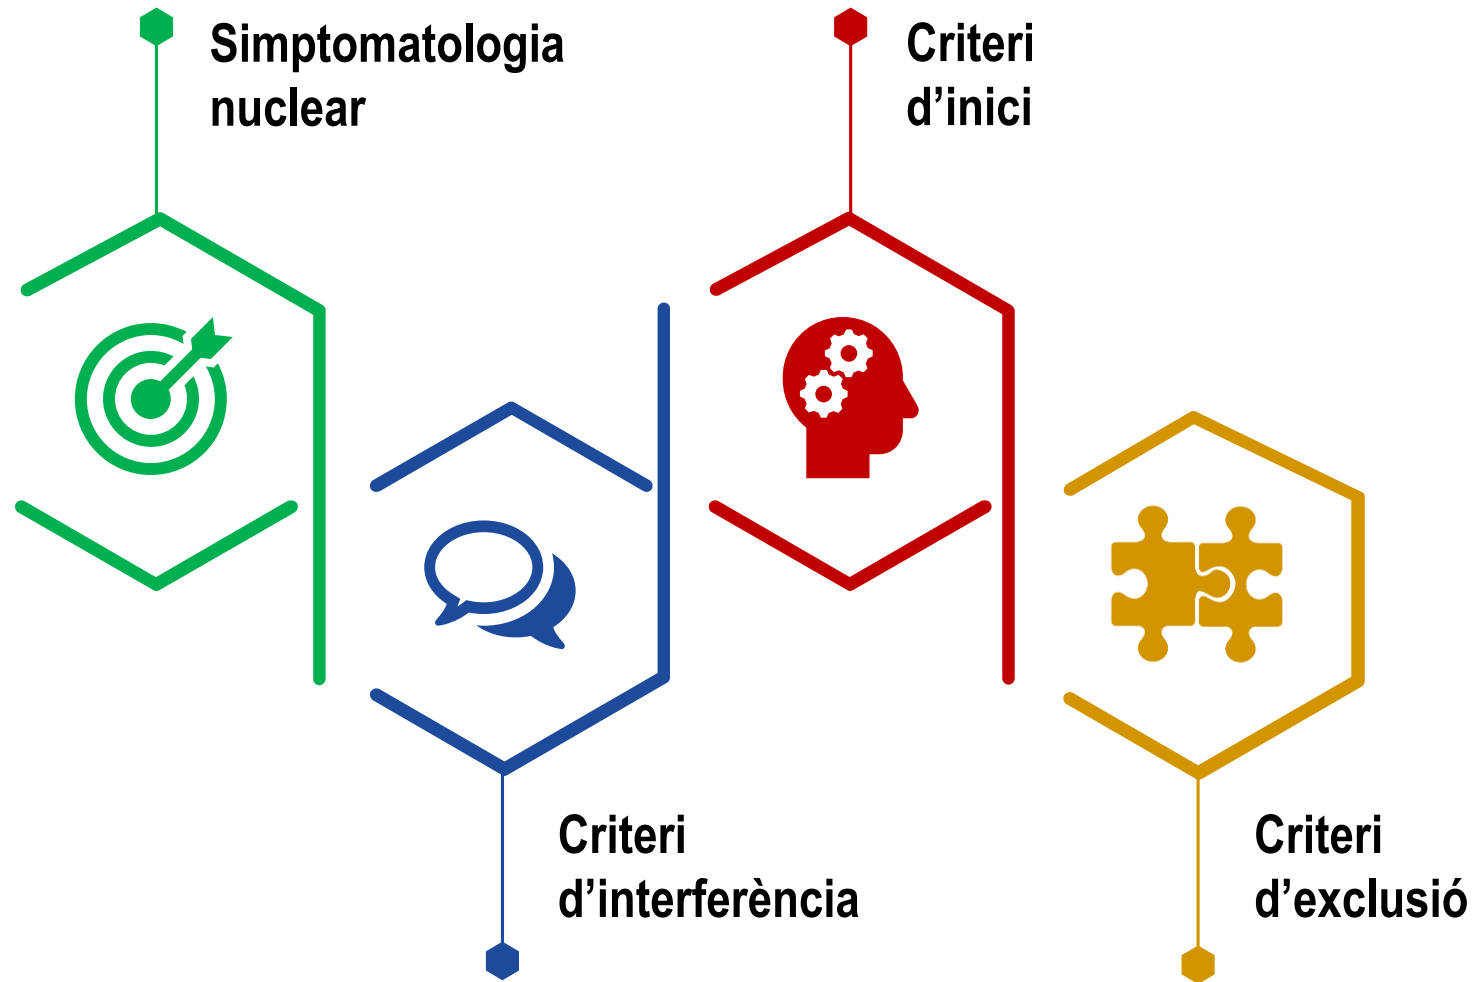 Simptomatologia
nuclear
Criteri
d’inici
Criteri
d’interferència
Criteri
d’exclusió